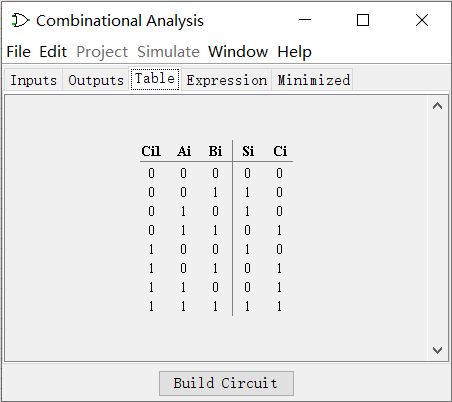 Combinational Analysis
File Edit Project Simulate Window Help
Inputs Outputs Table Expression Minimized
Ci1 Ai Bi Si Ci
0 0 0 0 0
0 0 1 1 0
0 1 0 1 0
0 1 1 0 1
1 0 0 1 0
1 0 1 0 1
1 1 0 0 1
1 1 1 1 1
Build Circuit